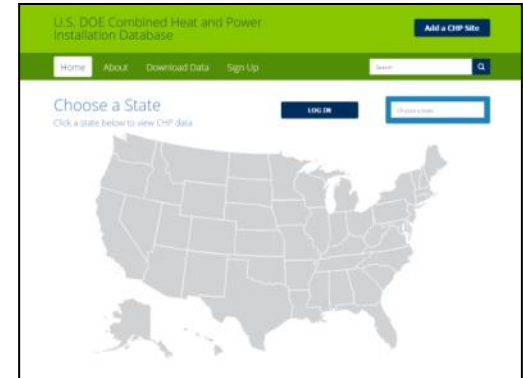 U.S. DOE Combined Heat and Power
Installation Database
Add a CHP Site
Home About Download Data Sign Up
Search
Choose a State
Click a state below to view CHP data.
LOG IN
Choose a State